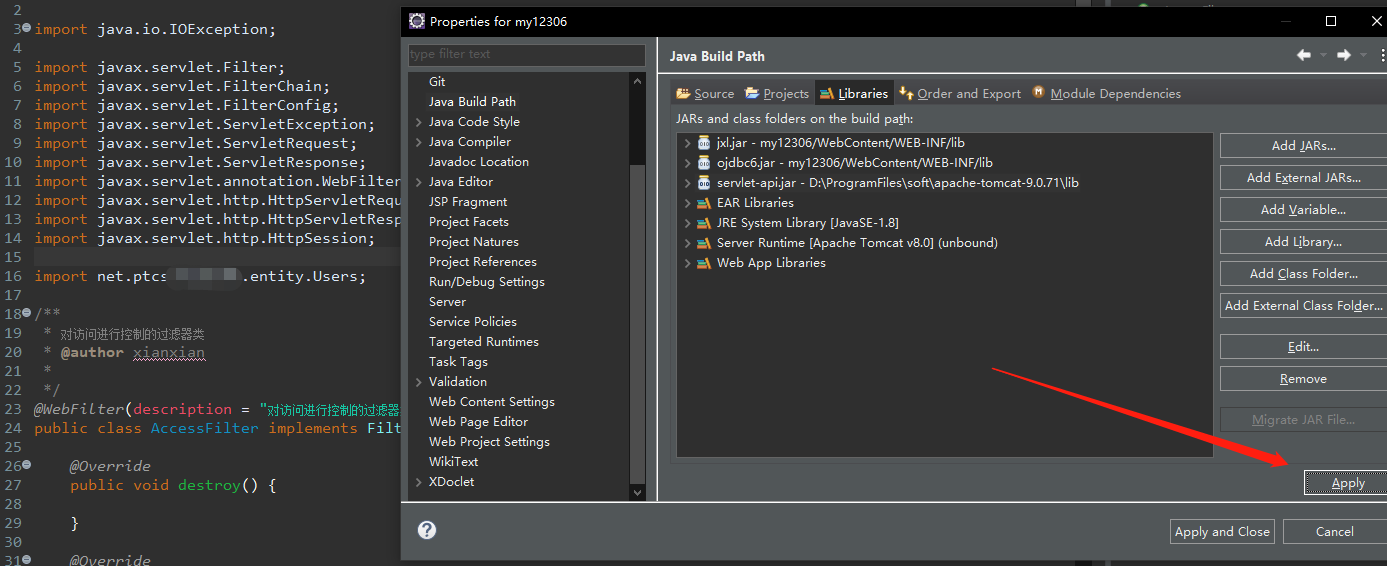 2
3 import java.io.IOException;
4
5 import javax.servlet.Filter;
6 import javax.servlet.FilterChain;
7 import javax.servlet.FilterConfig;
8 import javax.servlet.ServletException;
9 import javax.servlet.ServletRequest;
10 import javax.servlet.ServletResponse;
11 import javax.servlet.annotation.WebFilter
12 import javax.servlet.http.HttpServletRequ
13 import javax.servlet.http.HttpServletResp
14 import javax.servlet.http.HttpSession;
15
16 import net.ptcs .entity.Users;
17
18 /**
19 * 对访问进行控制的过滤器类
20 * @author xianxian
21 *
22 */
23 @WebFilter(description = "对访问进行控制的过滤器
24 public class AccessFilter implements Filt
25
26 @Override
27 public void destroy() {
28
29 }
30
31 @Override
Properties for my12306
type filter text
Git
Java Build Path
Java Code Style
Java Compiler
Javadoc Location
Java Editor
JSP Fragment
Project Facets
Project Natures
Project References
Run/Debug Settings
Server
Service Policies
Targeted Runtimes
Task Tags
Validation
Web Content Settings
Web Page Editor
Web Project Settings
WikiText
XDoclet
Java Build Path
Source Projects Libraries Order and Export Module Dependencies
JARs and class folders on the build path:
jxl.jar - my12306/WebContent/WEB-INF/lib
ojdbc6.jar - my12306/WebContent/WEB-INF/lib
servlet-api.jar - D:\ProgramFiles\soft\apache-tomcat-9.0.71\lib
EAR Libraries
JRE System Library [JavaSE-1.8]
Server Runtime [Apache Tomcat v8.0] (unbound)
Web App Libraries
Add JARs...
Add External JARs...
Add Variable...
Add Library...
Add Class Folder...
Add External Class Folder...
Edit...
Remove
Migrate JAR File...
Apply
Apply and Close
Cancel